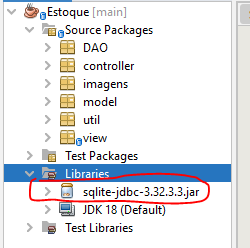 Estoque [main]
Source Packages
DAO
controller
imagens
model
util
view
Test Packages
Libraries
sqlite-jdbc-3.32.3.3.jar
JDK 18 (Default)
Test Libraries